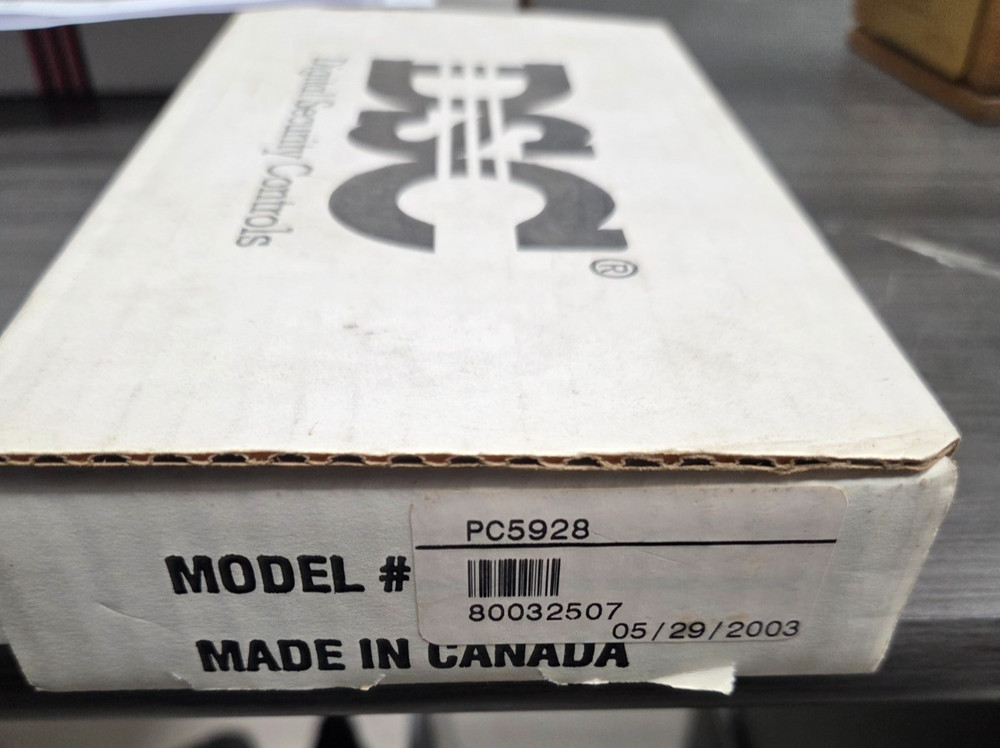 DSC®
Digital Security Controls
PC5928
MODEL #
80032507
05/29/2003
MADE IN CANADA